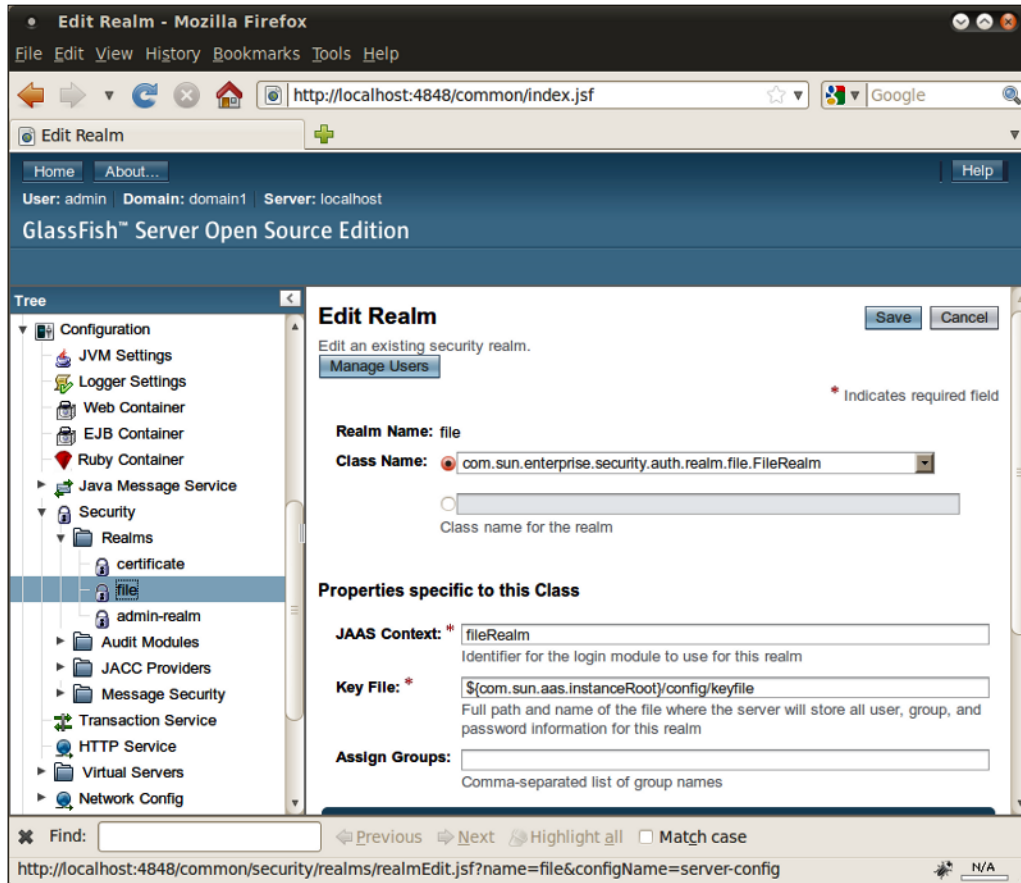 Edit Realm - Mozilla Firefox
File Edit View History Bookmarks Tools Help
http://localhost:4848/common/index.jsf
Google
Edit Realm
Home About... Help
User: admin Domain: domain1 Server: localhost
GlassFish™ Server Open Source Edition
Tree
Configuration
JVM Settings
Logger Settings
Web Container
EJB Container
Ruby Container
Java Message Service
Security
Realms
certificate
file
admin-realm
Audit Modules
JACC Providers
Message Security
Transaction Service
HTTP Service
Virtual Servers
Network Config
Edit Realm
Save Cancel
Edit an existing security realm.
Manage Users
* Indicates required field
Realm Name: file
Class Name: com.sun.enterprise.security.auth.realm.file.FileRealm
Class name for the realm
Properties specific to this Class
JAAS Context: * fileRealm
Identifier for the login module to use for this realm
Key File: * ${com.sun.aas.instanceRoot}/config/keyfile
Full path and name of the file where the server will store all user, group, and
password information for this realm
Assign Groups:
Comma-separated list of group names
Find: Previous Next Highlight all Match case
http://localhost:4848/common/security/realms/realmEdit.jsf?name=file&configName=server-config N/A